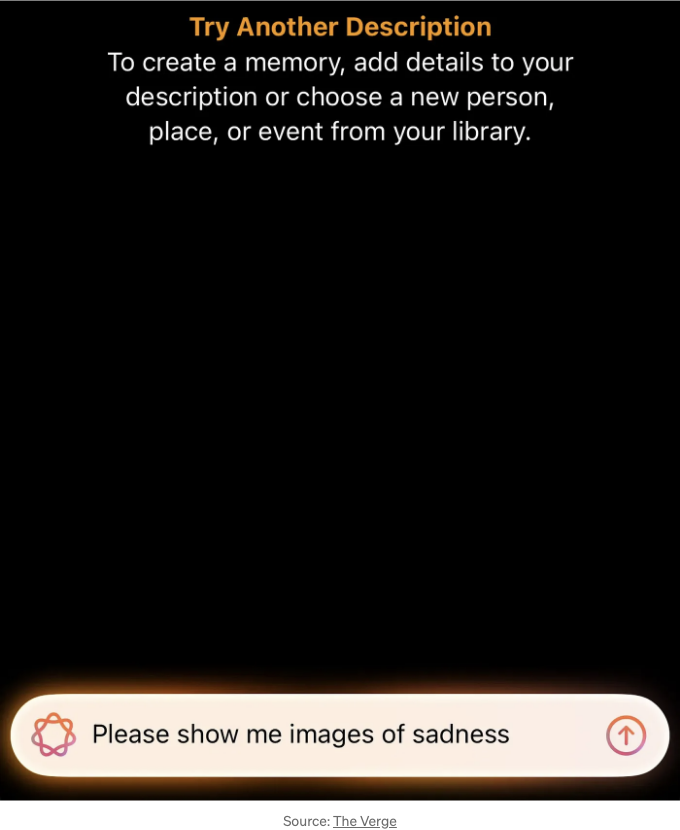 Try Another Description
To create a memory, add details to your
description or choose a new person,
place, or event from your library.
Please show me images of sadness
Source: The Verge